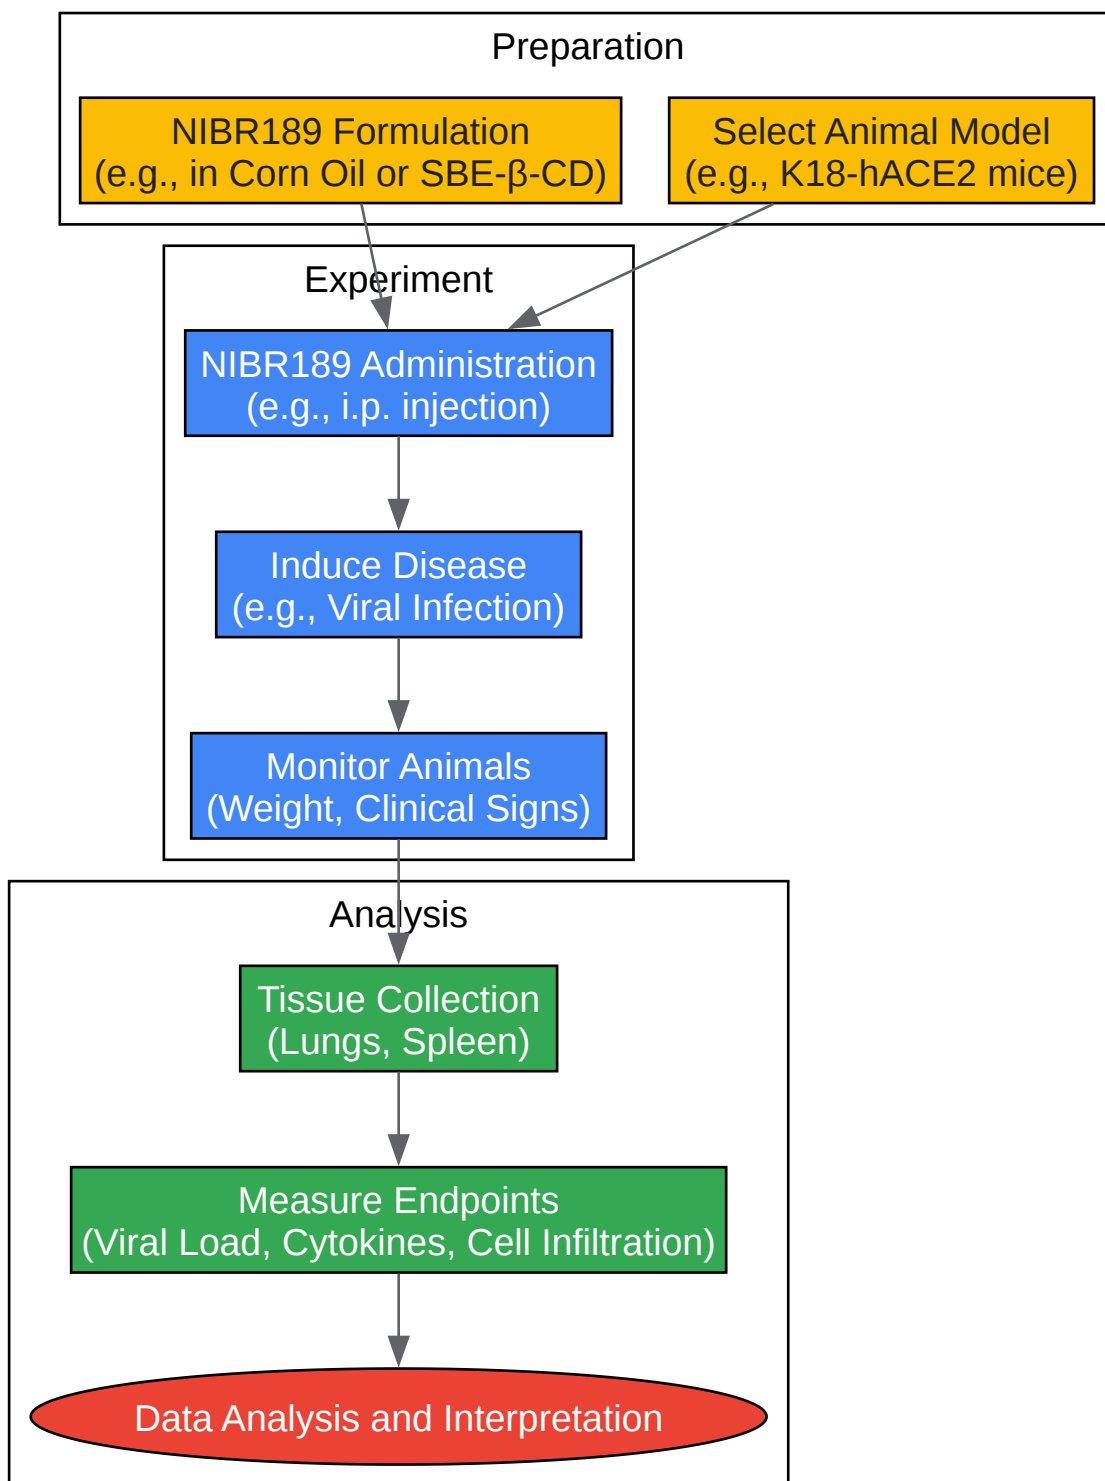 Preparation
NIBR189 Formulation
(e.g., in Corn Oil or SBE-β-CD)
Select Animal Model
(e.g., K18-hACE2 mice)
Experiment
NIBR189 Administration
(e.g., i.p. injection)
Induce Disease
(e.g., Viral Infection)
Monitor Animals
(Weight, Clinical Signs)
Analysis
Tissue Collection
(Lungs, Spleen)
Measure Endpoints
(Viral Load, Cytokines, Cell Infiltration)
Data Analysis and Interpretation